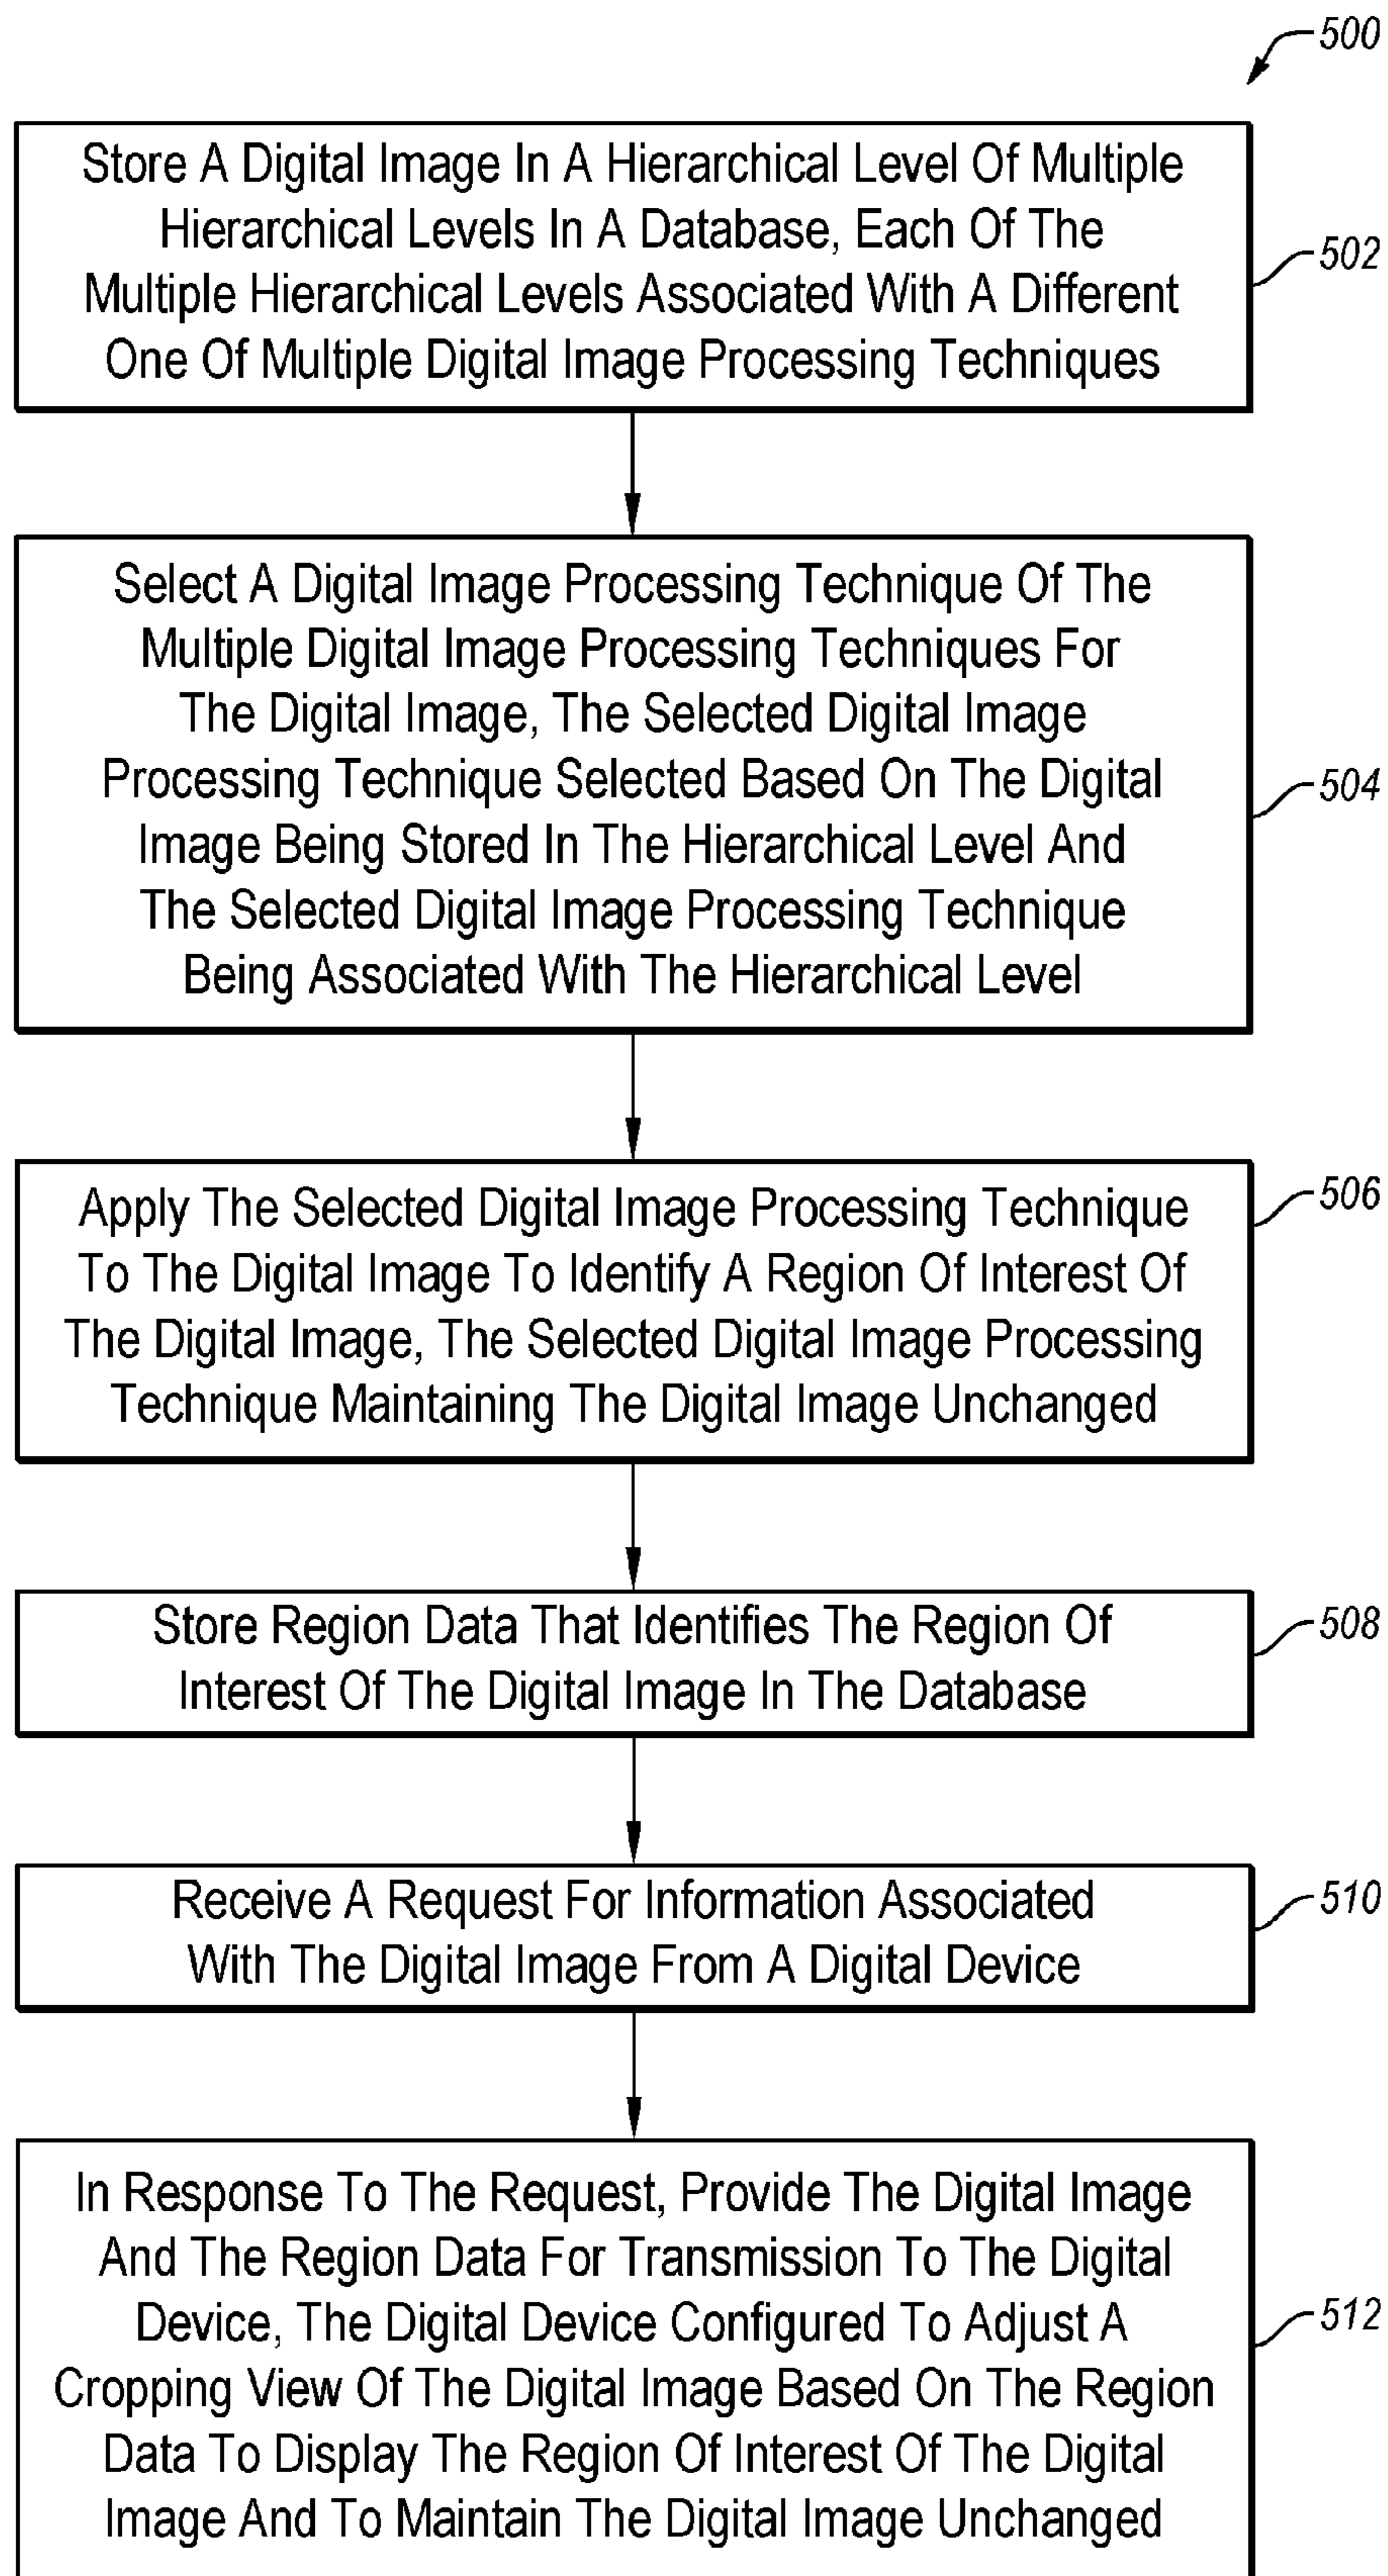 500
Store A Digital Image In A Hierarchical Level Of Multiple
Hierarchical Levels In A Database, Each Of The
Multiple Hierarchical Levels Associated With A Different
One Of Multiple Digital Image Processing Techniques
502
Select A Digital Image Processing Technique Of The
Multiple Digital Image Processing Techniques For
The Digital Image, The Selected Digital Image
Processing Technique Selected Based On The Digital
Image Being Stored In The Hierarchical Level And
The Selected Digital Image Processing Technique
Being Associated With The Hierarchical Level
504
Apply The Selected Digital Image Processing Technique
To The Digital Image To Identify A Region Of Interest Of
The Digital Image, The Selected Digital Image Processing
Technique Maintaining The Digital Image Unchanged
506
Store Region Data That Identifies The Region Of
Interest Of The Digital Image In The Database
508
Receive A Request For Information Associated
With The Digital Image From A Digital Device
510
In Response To The Request, Provide The Digital Image
And The Region Data For Transmission To The Digital
Device, The Digital Device Configured To Adjust A
Cropping View Of The Digital Image Based On The Region
Data To Display The Region Of Interest Of The Digital
Image And To Maintain The Digital Image Unchanged
512